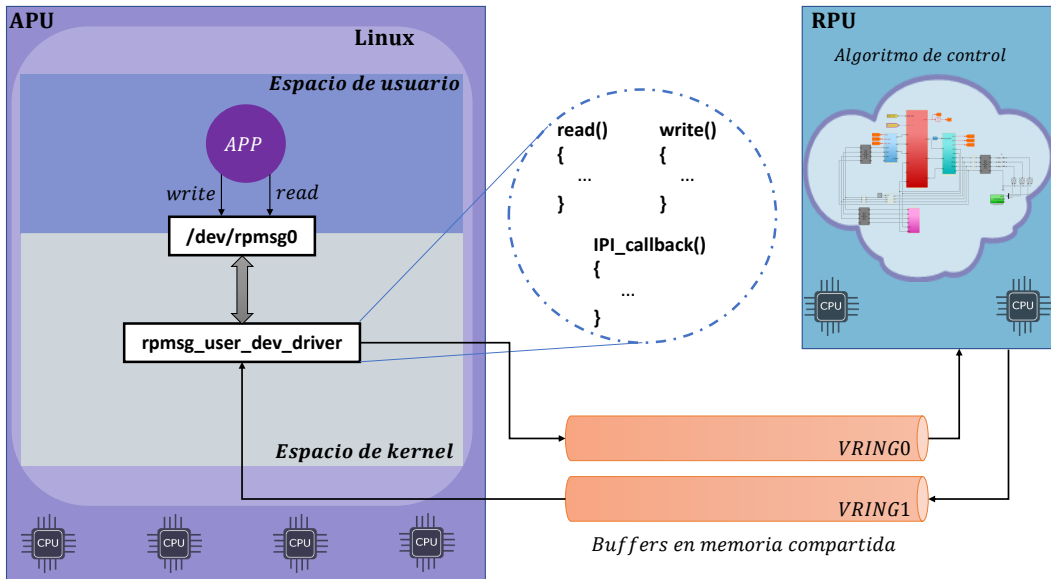 APU
Linux
Espacio de usuario
APP
write
read
/dev/rpmsg0
rpmsg_user_dev_driver
Espacio de kernel
CPU
CPU
CPU
CPU
read()
{
...
}
write()
{
...
}
IPI_callback()
{
...
}
RPU
Algoritmo de control
CPU
CPU
VRING0
VRING1
Buffers en memoria compartida